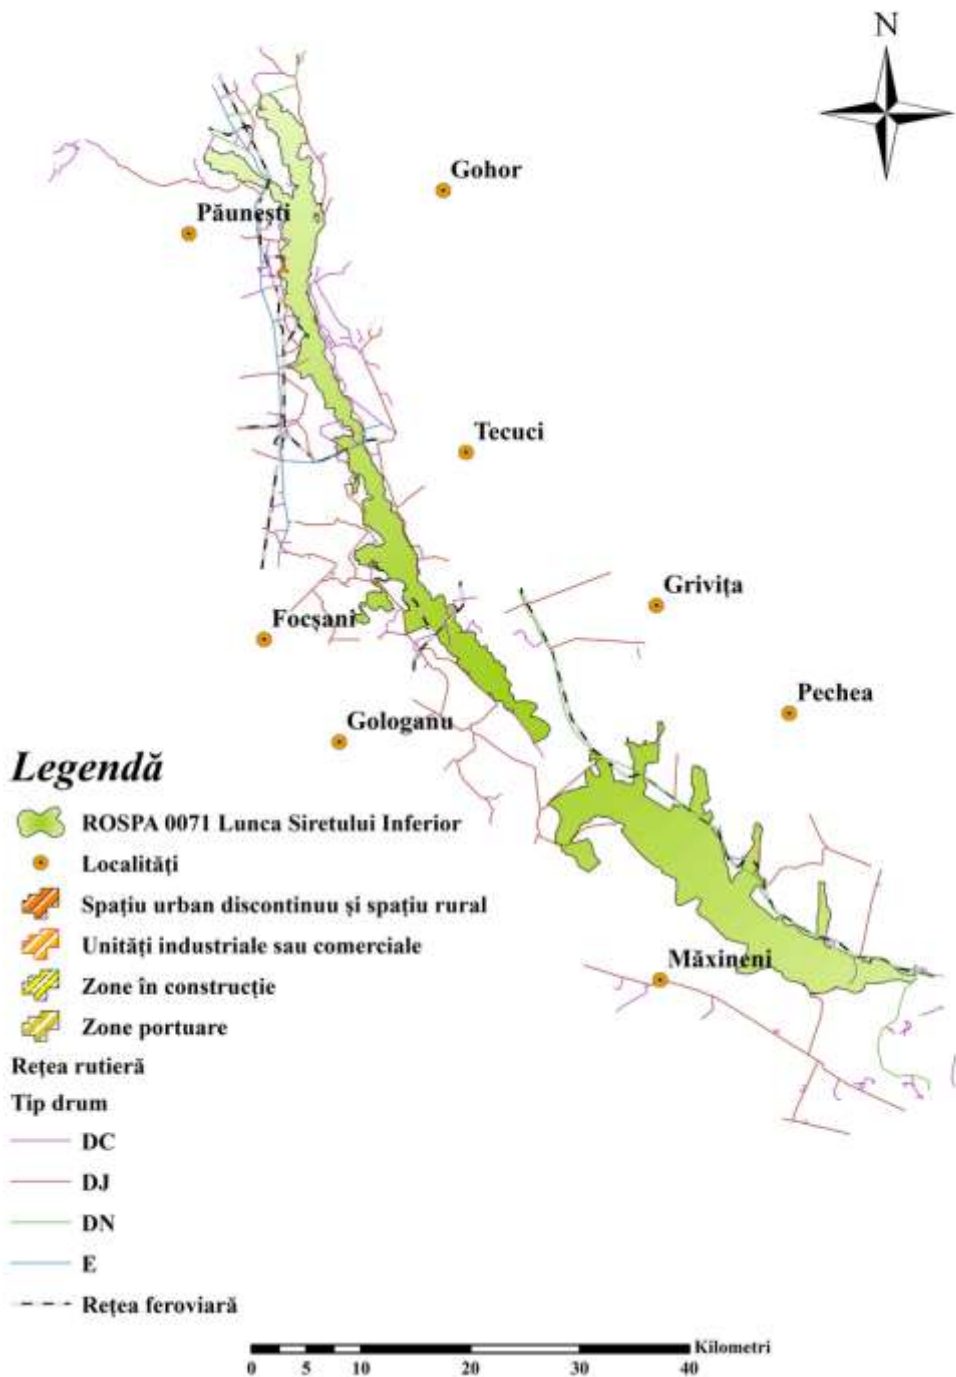 N
Gohor
Păunești
Tecuci
Grivița
Focșani
Pechea
Gologanu
Legendă
ROSPA 0071 Lunca Siretului Inferior
Localități
Spațiu urban discontinuu și spațiu rural
Unități industriale sau comerciale
Măxineni
Zone în construcție
Zone portuare
Rețea rutieră
Tip drum
DC
DJ
DN
E
Rețea feroviară
Kilometri
0 5 10 20 30 40